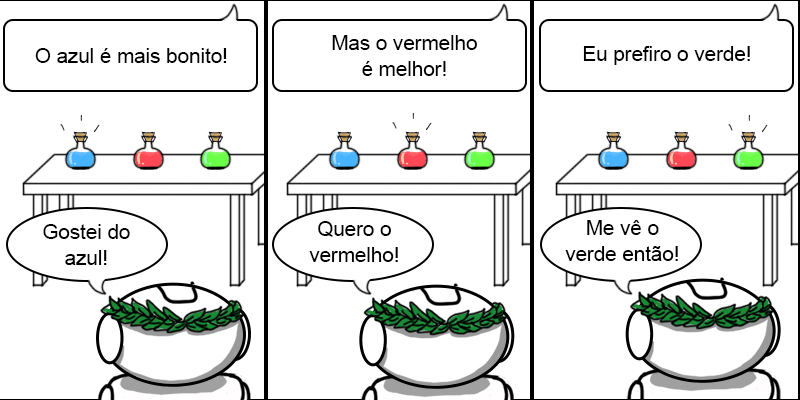 O azul é mais bonito!
Gostei do
azul!
Mas o vermelho
é melhor!
Quero o
vermelho!
Eu prefiro o verde!
Me vê o
verde então!